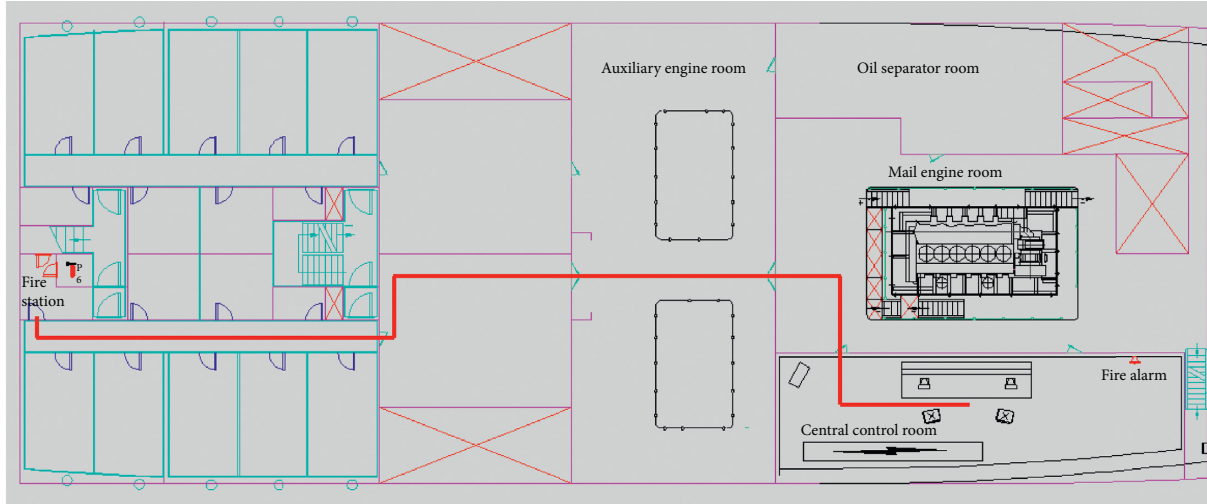 Auxiliary engine room
Oil separator room
Mail engine room
P
6
Fire
station
Fire alarm
Central control room